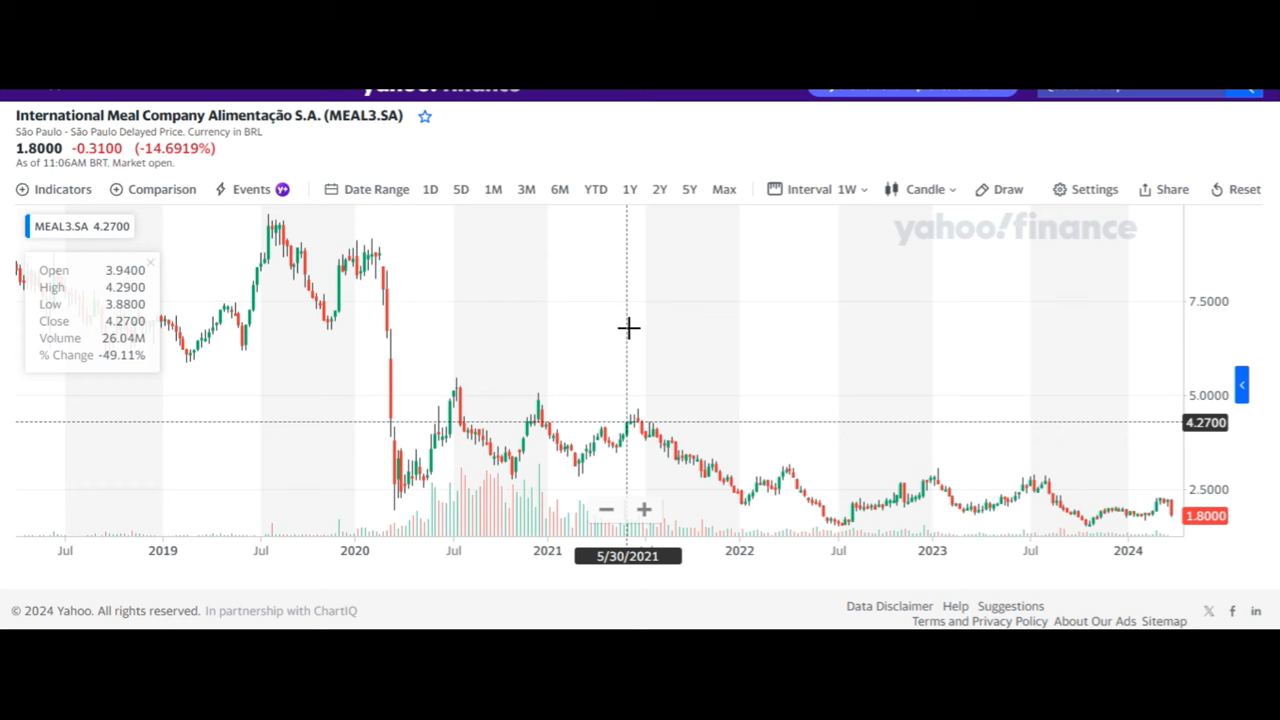 International Meal Company Alimentação S.A. (MEAL3.SA)
São Paulo - São Paulo Delayed Price. Currency in BRL
1.8000 -0.3100 (-14.6919%)
As of 11:06AM BRT. Market open.
Indicators Comparison Events Y+ Date Range 1D 5D 1M 3M 6M YTD 1Y 2Y 5Y Max Interval 1W Candle Draw Settings Share Reset
MEAL3.SA 4.2700
yahoo!finance
Open 3.9400
High 4.2900
Low 3.8800
Close 4.2700
Volume 26.04M
% Change -49.11%
7.5000
5.0000
4.2700
2.5000
1.8000
Jul 2019 Jul 2020 Jul 2021 Jul 2022 Jul 2023 Jul 2024
5/30/2021
© 2024 Yahoo. All rights reserved. In partnership with ChartIQ
Data Disclaimer Help Suggestions
Terms and Privacy Policy About Our Ads Sitemap